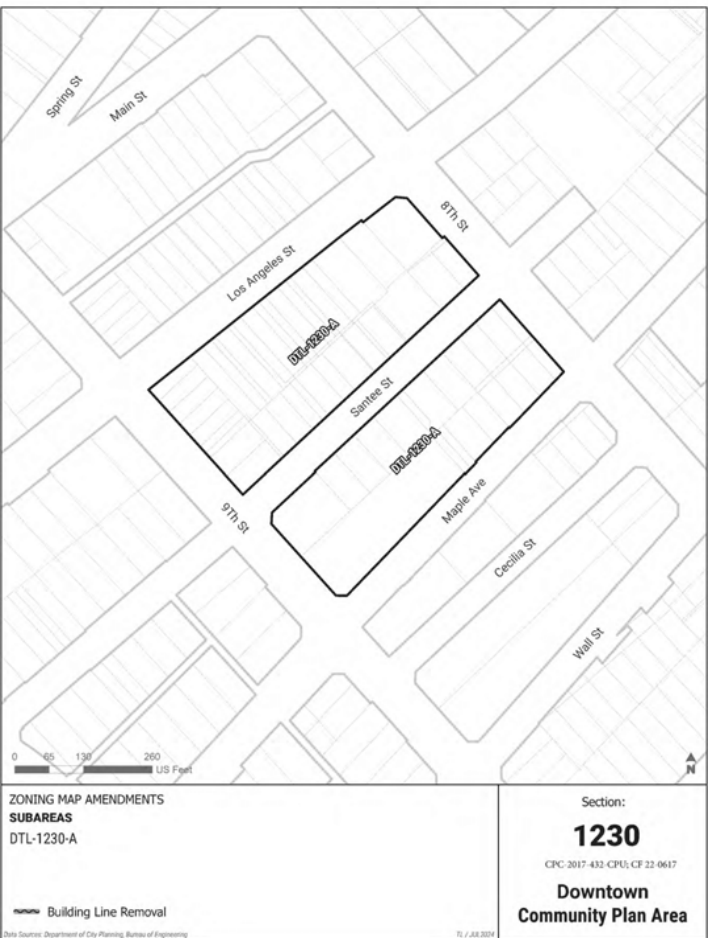 Spring St
Main St
8Th St
Los Angeles St
DTL-1230-A
Santee St
DTL-1230-A
9Th St
Maple Ave
Cecilia St
Wall St
0 65 130 260
US Feet
N
ZONING MAP AMENDMENTS
SUBAREAS
DTL-1230-A
Building Line Removal
Data Sources: Department of City Planning, Bureau of Engineering
TL / JUL 2024
Section:
1230
CPC-2017-432-CPU; CF 22-0617
Downtown
Community Plan Area